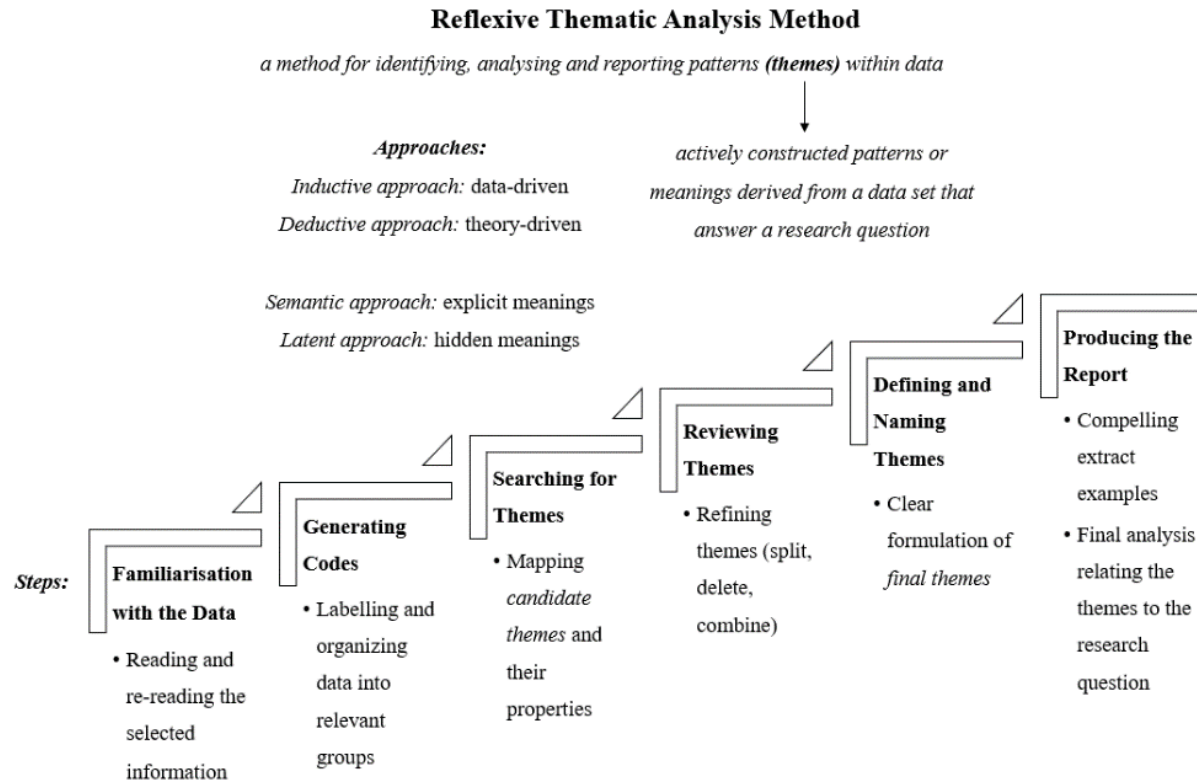 Reflexive Thematic Analysis Method
a method for identifying, analysing and reporting patterns (themes) within data
Approaches:
Inductive approach: data-driven
Deductive approach: theory-driven
actively constructed patterns or
meanings derived from a data set that
answer a research question
Semantic approach: explicit meanings
Latent approach: hidden meanings
Steps:
Familiarisation
with the Data
• Reading and
re-reading the
selected
information
Generating
Codes
• Labelling and
organizing
data into
relevant
groups
Searching for
Themes
• Mapping
candidate
themes and
their
properties
Reviewing
Themes
• Refining
themes (split,
delete,
combine)
Defining and
Naming
Themes
• Clear
formulation of
final themes
Producing the
Report
• Compelling
extract
examples
• Final analysis
relating the
themes to the
research
question